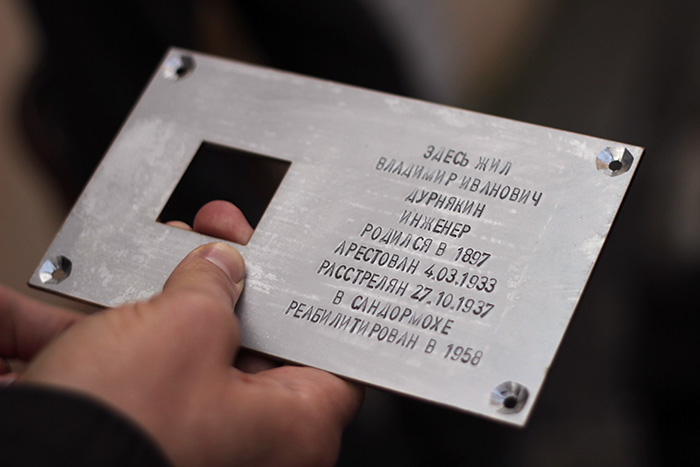 ЗДЕСЬ ЖИЛ
ВЛАДИМИР ИВАНОВИЧ
ДУРНЯКИН
ИНЖЕНЕР
РОДИЛСЯ В 1897
АРЕСТОВАН 4.03.1933
РАССТРЕЛЯН 27.10.1937
В САНДОРМОХЕ
РЕАБИЛИТИРОВАН В 1958